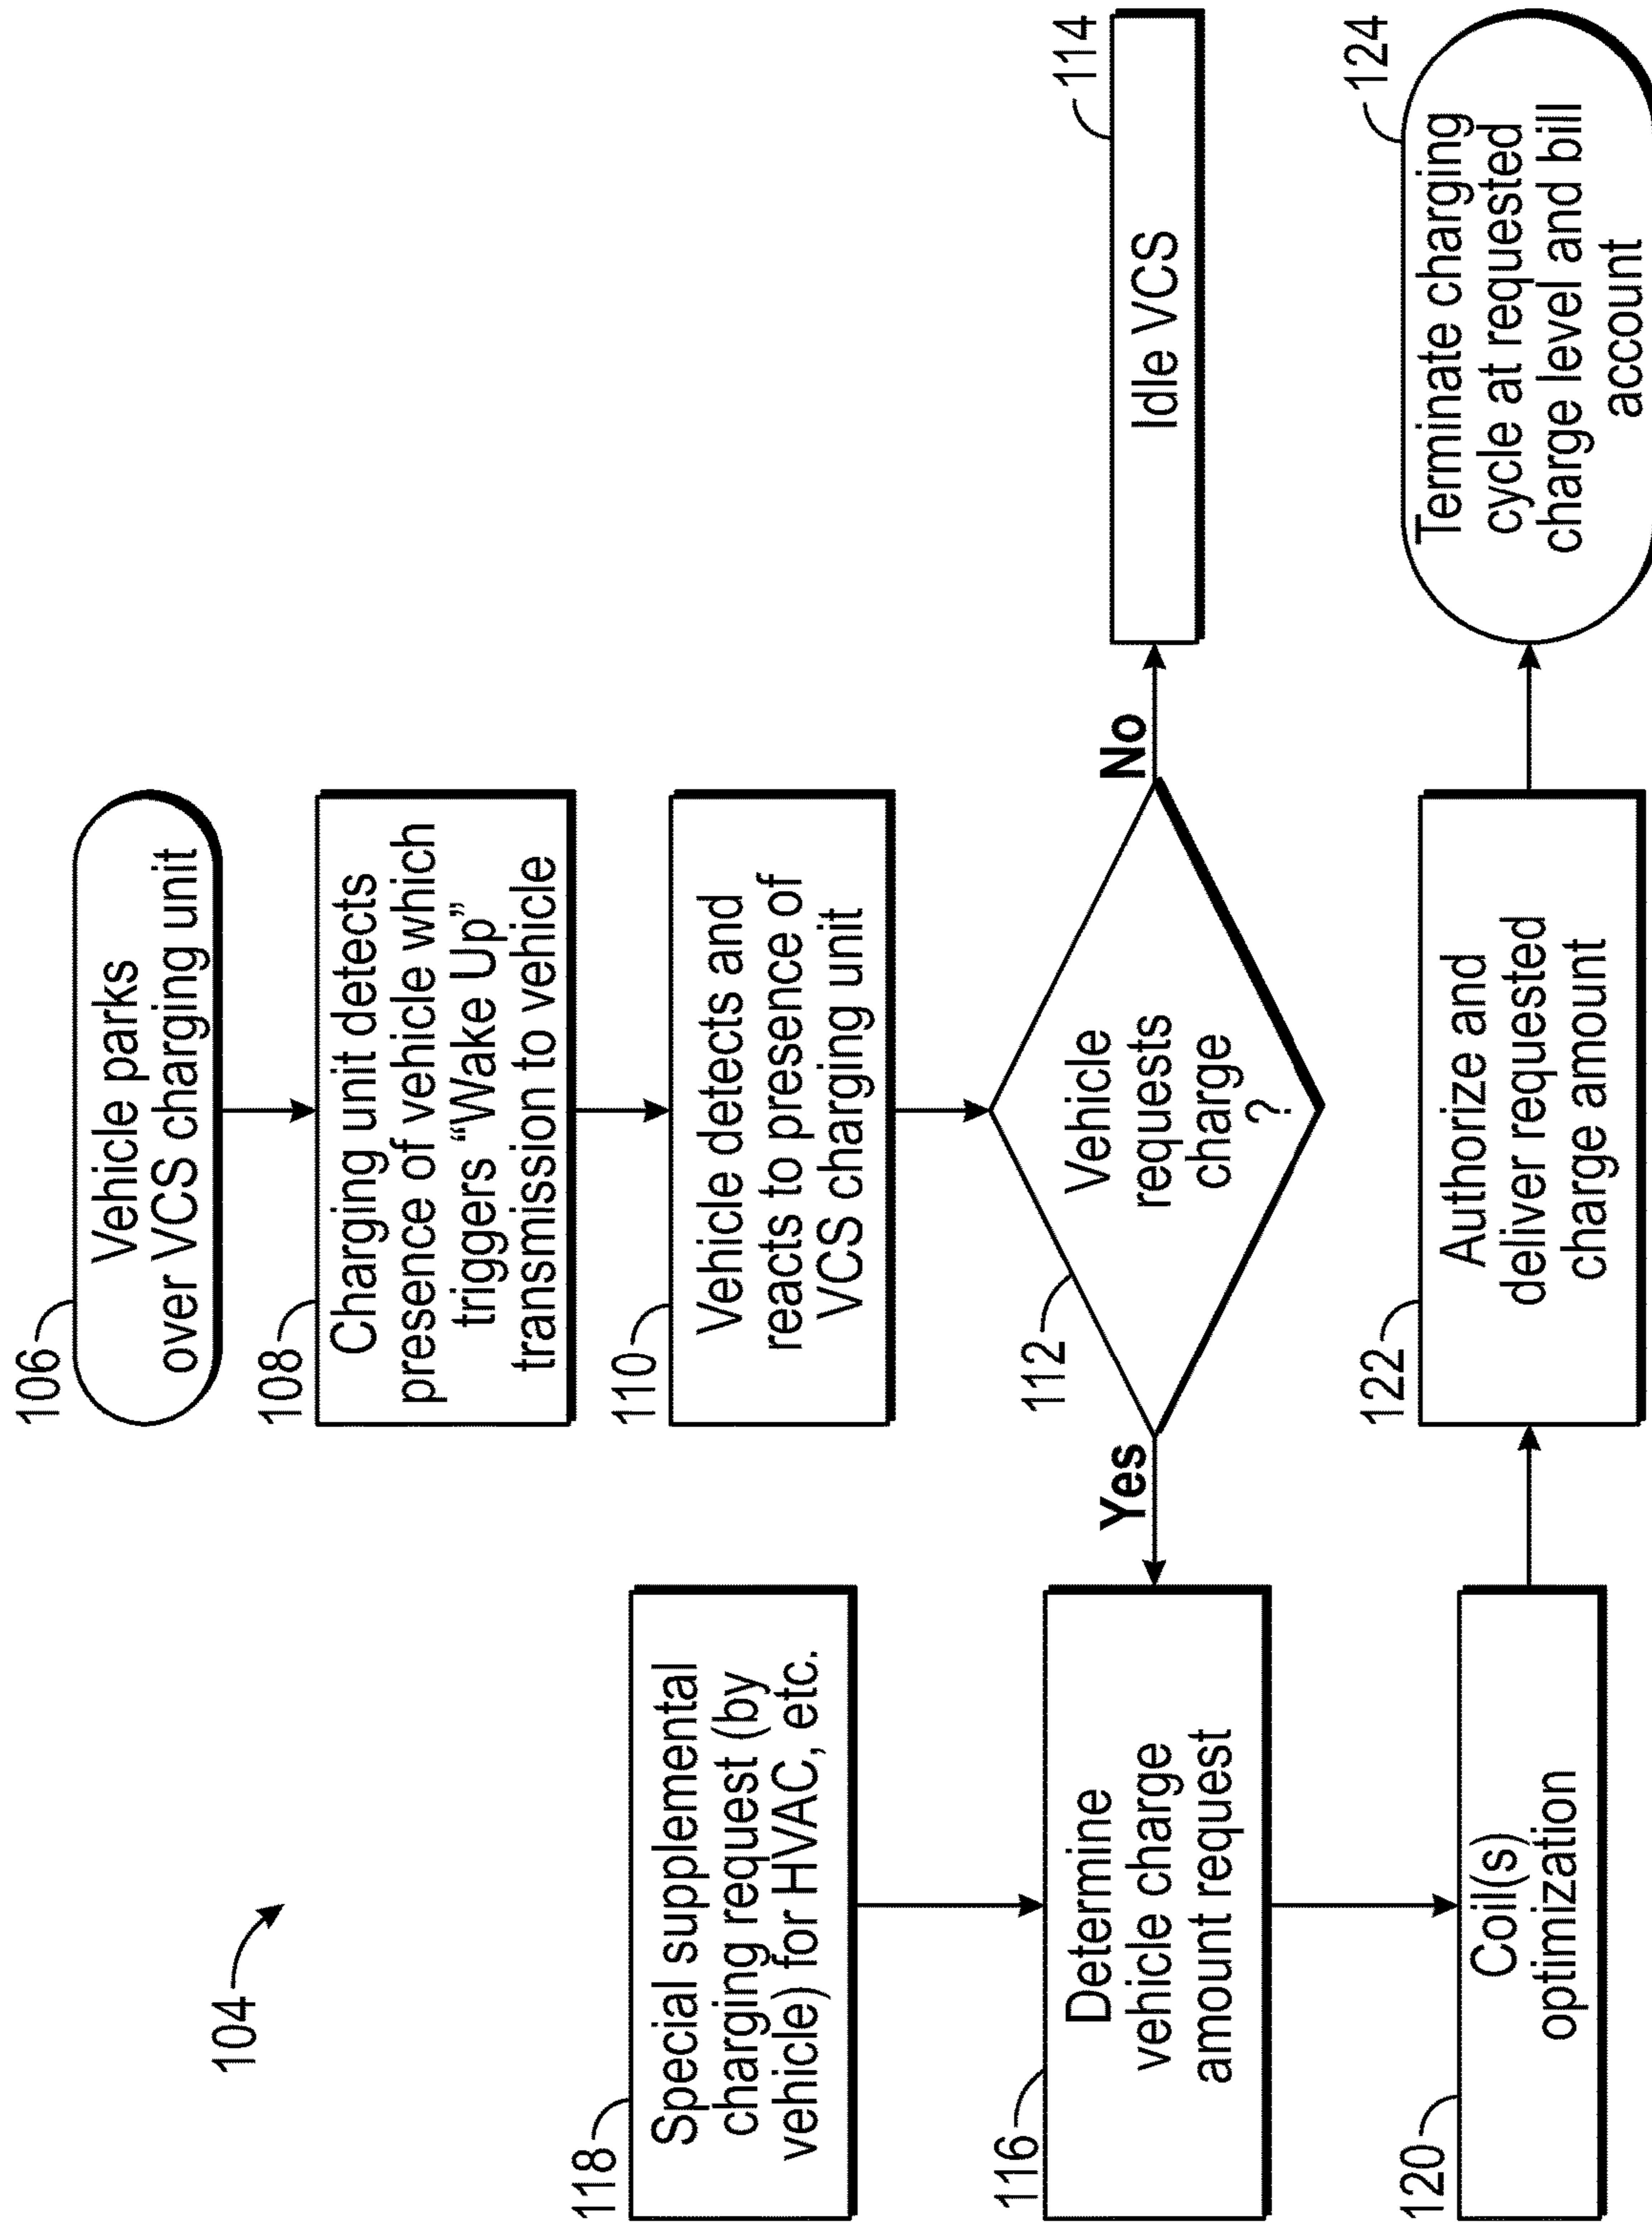 104
106
Vehicle parks
over VCS charging unit
108
Charging unit detects
presence of vehicle which
triggers “Wake Up”
transmission to vehicle
110
Vehicle detects and
reacts to presence of
VCS charging unit
112
Vehicle
requests
charge
?
No
114
Idle VCS
Yes
118
Special supplemental
charging request (by
vehicle) for HVAC, etc.
116
Determine
vehicle charge
amount request
120
Coil(s)
optimization
122
Authorize and
deliver requested
charge amount
124
Terminate charging
cycle at requested
charge level and bill
account